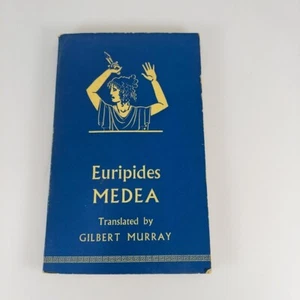 Euripides
MEDEA
Translated by
GILBERT MURRAY